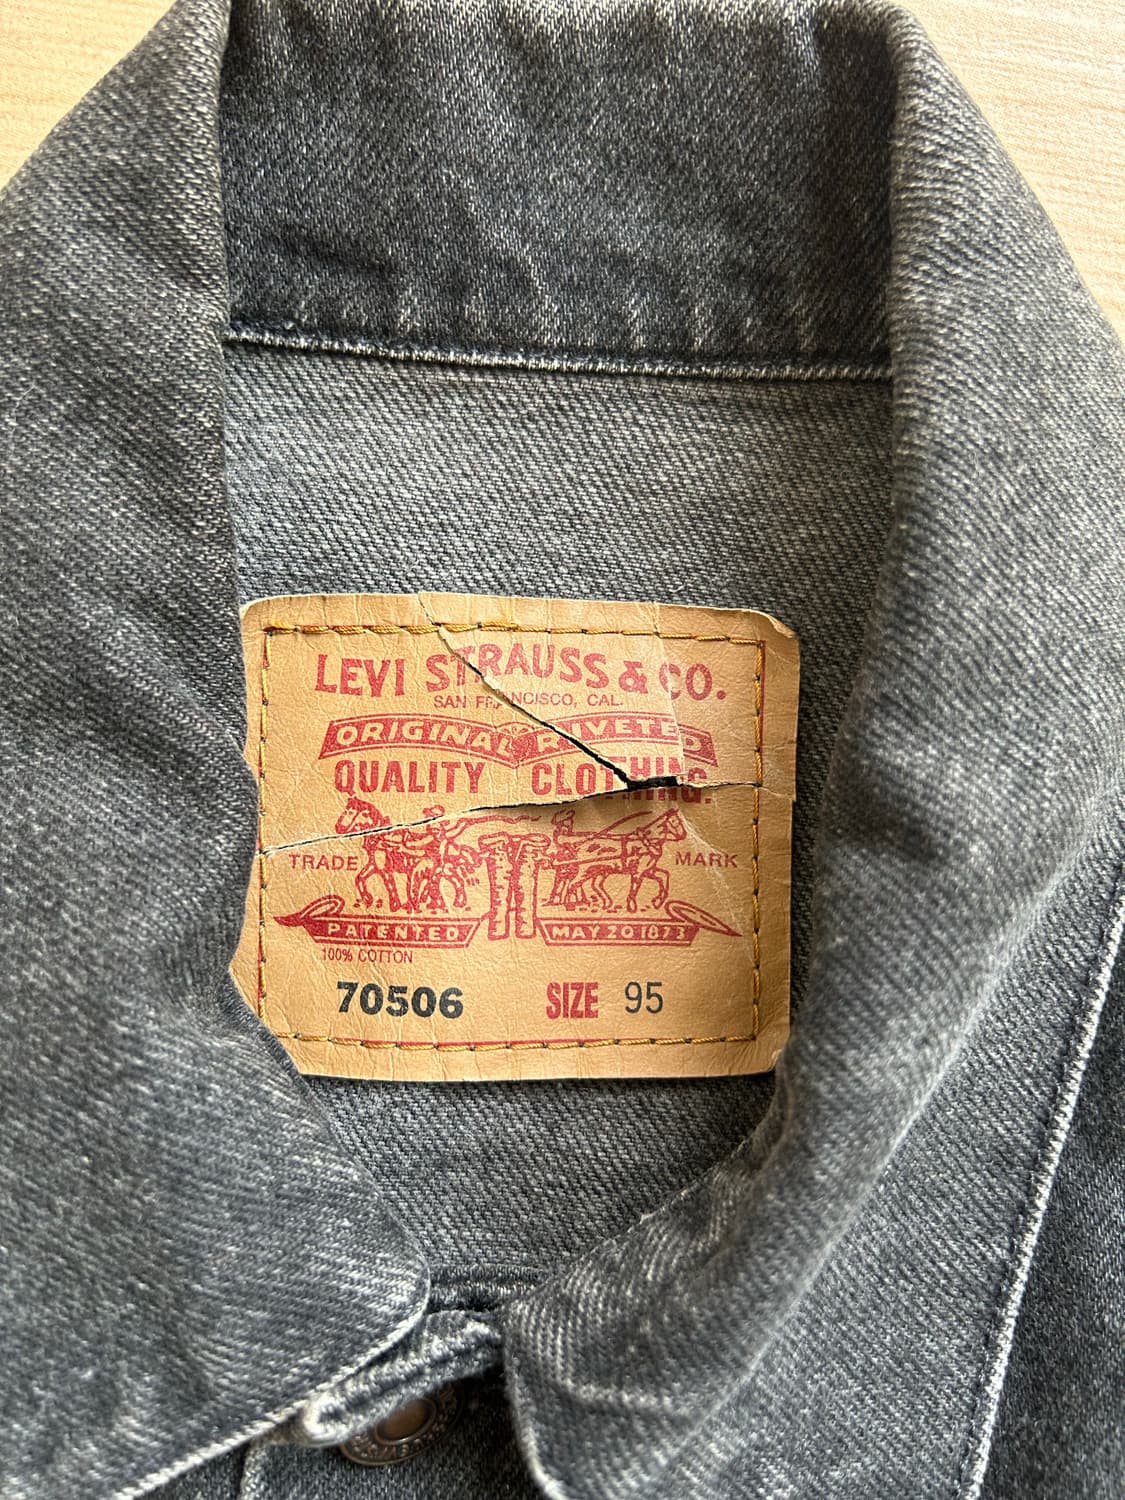 LEVI STRAUSS & CO.
SAN FRANCISCO, CAL.
ORIGINAL RIVETED
QUALITY CLOTHING.
TRADE MARK
PATENTED MAY 20 1873
100% COTTON
70506 SIZE 95